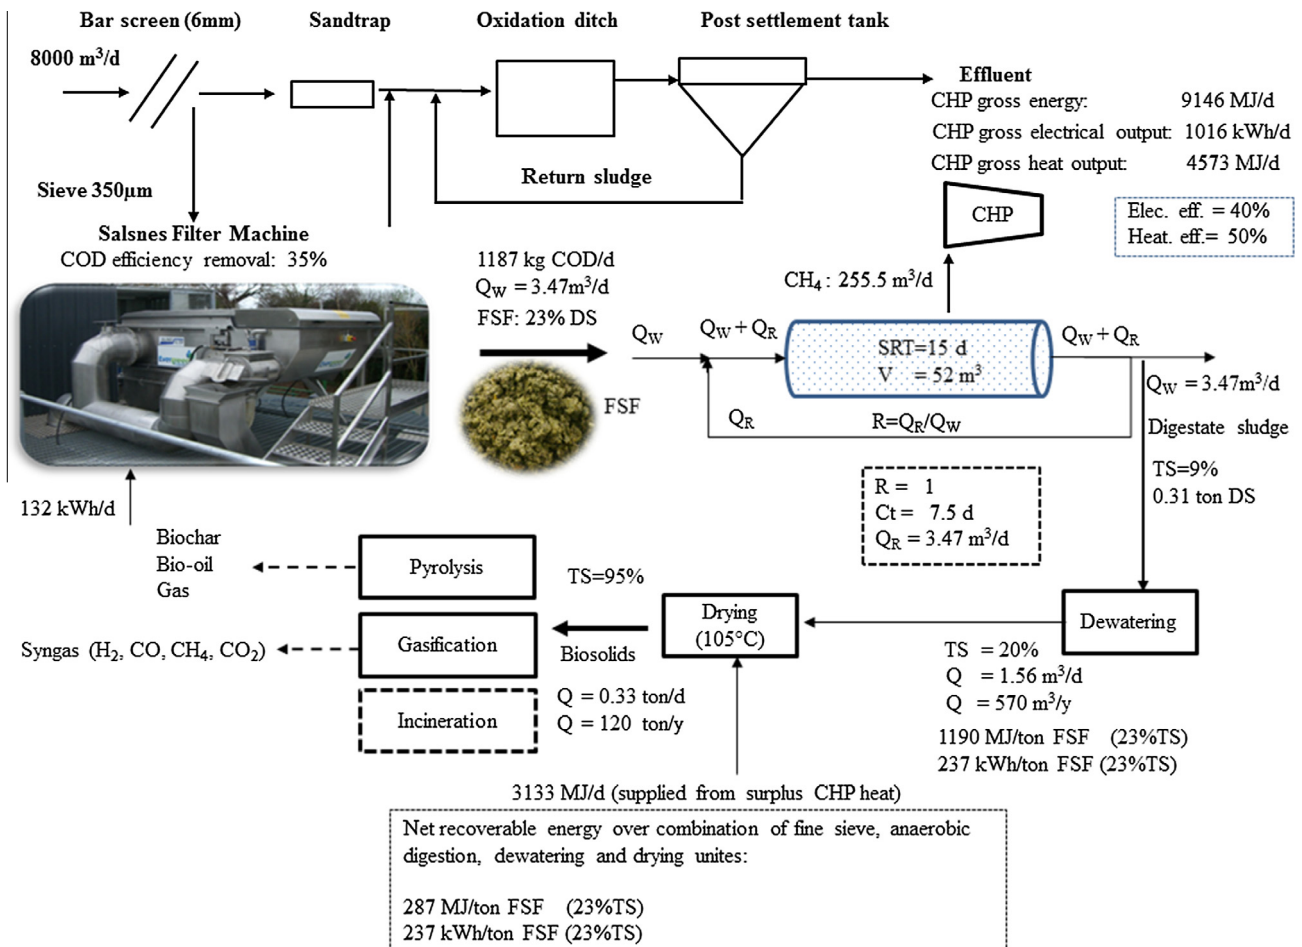 Bar screen (6mm)
Sandtrap
Oxidation ditch
Post settlement tank
8000 m³/d
Effluent
CHP gross energy: 9146 MJ/d
CHP gross electrical output: 1016 kWh/d
CHP gross heat output: 4573 MJ/d
Return sludge
Sieve 350µm
Salsnes Filter Machine
COD efficiency removal: 35%
CHP
Elec. eff. = 40%
Heat. eff.= 50%
1187 kg COD/d
Q_W = 3.47m³/d
FSF: 23% DS
CH₄ : 255.5 m³/d
Q_W
Q_W + Q_R
SRT=15 d
V = 52 m³
Q_W + Q_R
Q_W = 3.47m³/d
FSF
Q_R
R=Q_R/Q_W
Digestate sludge
TS=9%
0.31 ton DS
R = 1
Ct = 7.5 d
Q_R = 3.47 m³/d
132 kWh/d
Biochar
Bio-oil
Gas
Pyrolysis
TS=95%
Drying
(105°C)
Dewatering
Syngas (H₂, CO, CH₄, CO₂)
Gasification
Biosolids
TS = 20%
Q = 1.56 m³/d
Q = 570 m³/y
Incineration
Q = 0.33 ton/d
Q = 120 ton/y
1190 MJ/ton FSF (23%TS)
237 kWh/ton FSF (23%TS)
3133 MJ/d (supplied from surplus CHP heat)
Net recoverable energy over combination of fine sieve, anaerobic
digestion, dewatering and drying unites:
287 MJ/ton FSF (23%TS)
237 kWh/ton FSF (23%TS)